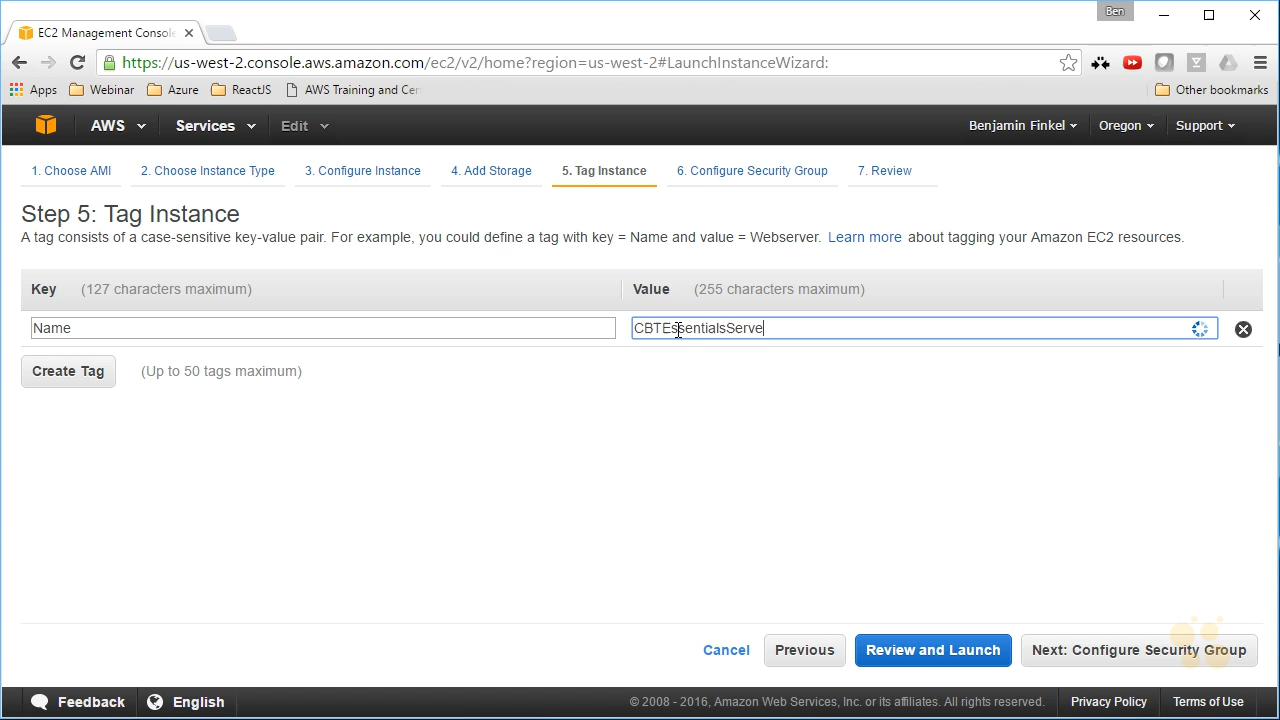 Ben
EC2 Management Console
https://us-west-2.console.aws.amazon.com/ec2/v2/home?region=us-west-2#LaunchInstanceWizard:
Apps Webinar Azure ReactJS AWS Training and Cer Other bookmarks
AWS Services Edit Benjamin Finkel Oregon Support
1. Choose AMI 2. Choose Instance Type 3. Configure Instance 4. Add Storage 5. Tag Instance 6. Configure Security Group 7. Review
Step 5: Tag Instance
A tag consists of a case-sensitive key-value pair. For example, you could define a tag with key = Name and value = Webserver. Learn more about tagging your Amazon EC2 resources.
Key (127 characters maximum) Value (255 characters maximum)
Name CBTEssentialsServe
Create Tag (Up to 50 tags maximum)
Cancel Previous Review and Launch Next: Configure Security Group
Feedback English © 2008 - 2016, Amazon Web Services, Inc. or its affiliates. All rights reserved. Privacy Policy Terms of Use